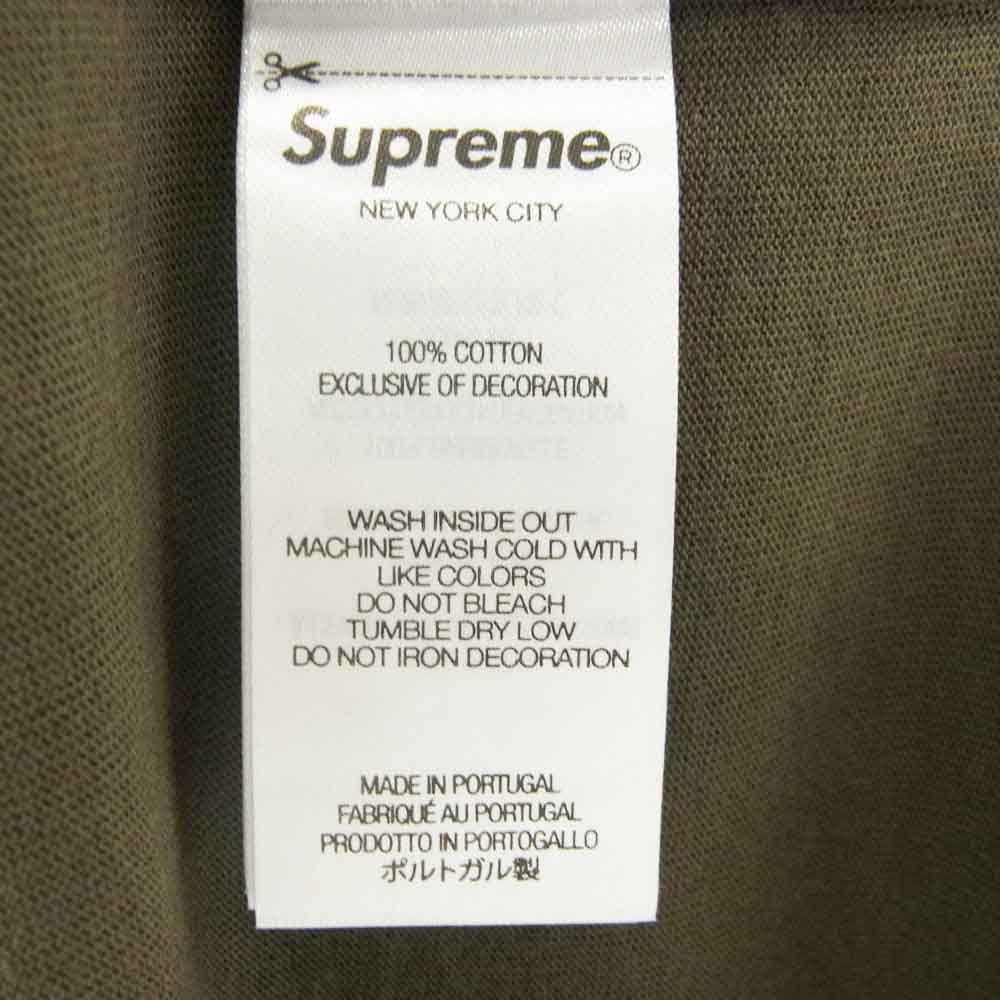 Supreme®
NEW YORK CITY
100% COTTON
EXCLUSIVE OF DECORATION
WASH INSIDE OUT
MACHINE WASH COLD WITH
LIKE COLORS
DO NOT BLEACH
TUMBLE DRY LOW
DO NOT IRON DECORATION
MADE IN PORTUGAL
FABRIQUÉ AU PORTUGAL
PRODOTTO IN PORTOGALLO
ポルトガル製